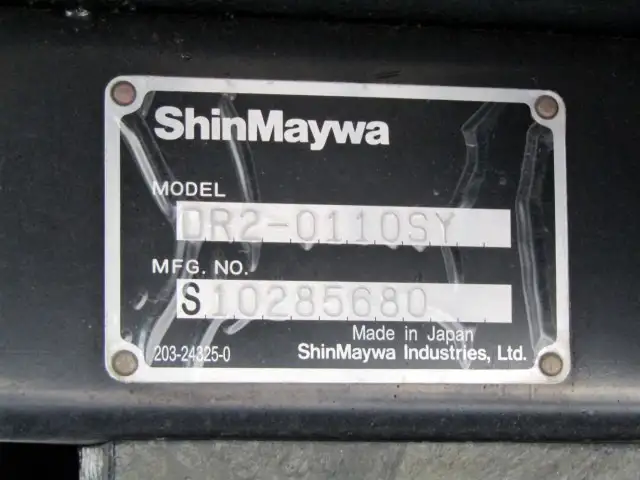 ShinMaywa
MODEL
DR2-0110SY
MFG. NO.
S10285680
Made in Japan
203-24325-0
ShinMaywa Industries, Ltd.